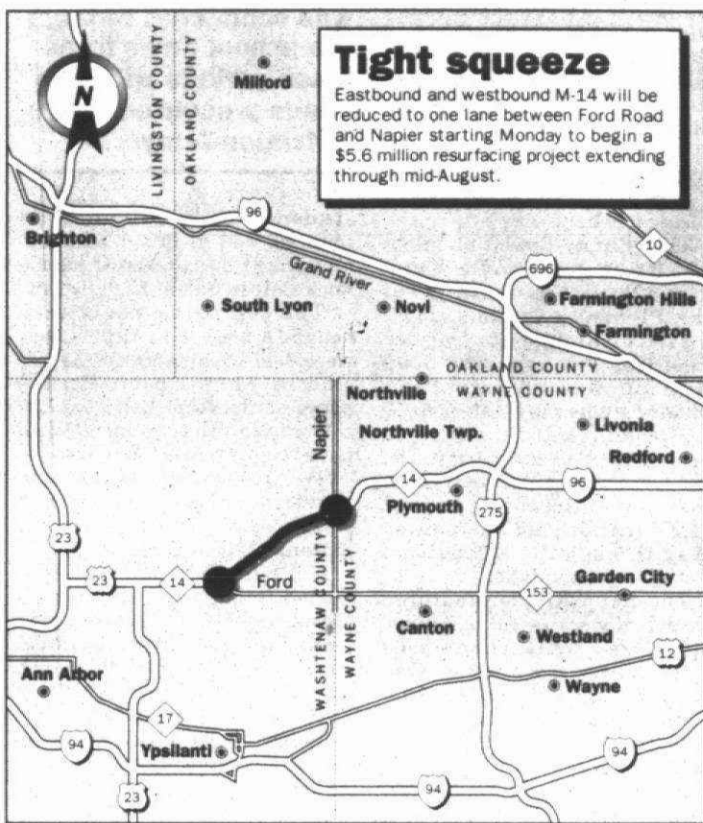 Tight squeeze
Eastbound and westbound M-14 will be
reduced to one lane between Ford Road
and Napier starting Monday to begin a
$5.6 million resurfacing project extending
through mid-August.
N
LIVINGSTON COUNTY
OAKLAND COUNTY
Milford
96
10
Brighton
Grand River
696
South Lyon
Novi
Farmington Hills
Farmington
OAKLAND COUNTY
WAYNE COUNTY
Northville
Napier
Northville Twp.
Livonia
Redford
14
96
Plymouth
275
23
23
14
Ford
153
Garden City
WASHTENAW COUNTY
WAYNE COUNTY
Canton
Westland
12
Ann Arbor
Wayne
17
94
Ypsilanti
94
23
94